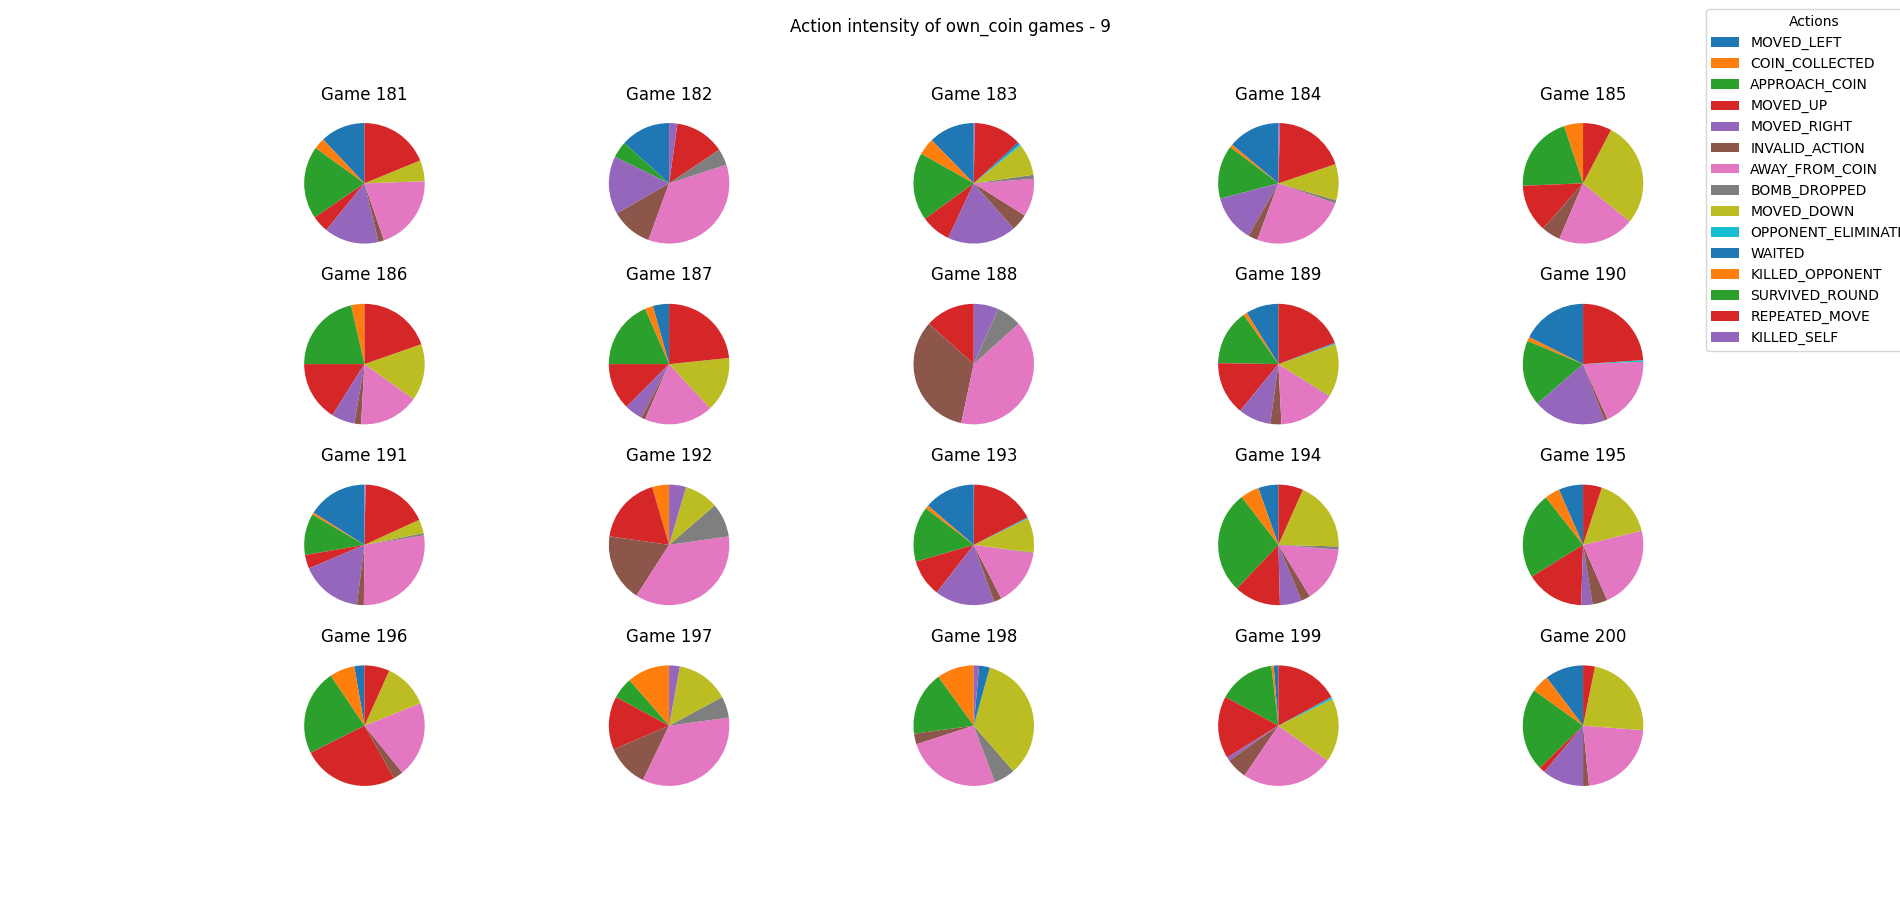 Action intensity of own_coin games - 9
Actions
MOVED_LEFT
COIN_COLLECTED
APPROACH_COIN
MOVED_UP
MOVED_RIGHT
INVALID_ACTION
AWAY_FROM_COIN
BOMB_DROPPED
MOVED_DOWN
OPPONENT_ELIMINAT
WAITED
KILLED_OPPONENT
SURVIVED_ROUND
REPEATED_MOVE
KILLED_SELF
Game 181
Game 182
Game 183
Game 184
Game 185
Game 186
Game 187
Game 188
Game 189
Game 190
Game 191
Game 192
Game 193
Game 194
Game 195
Game 196
Game 197
Game 198
Game 199
Game 200